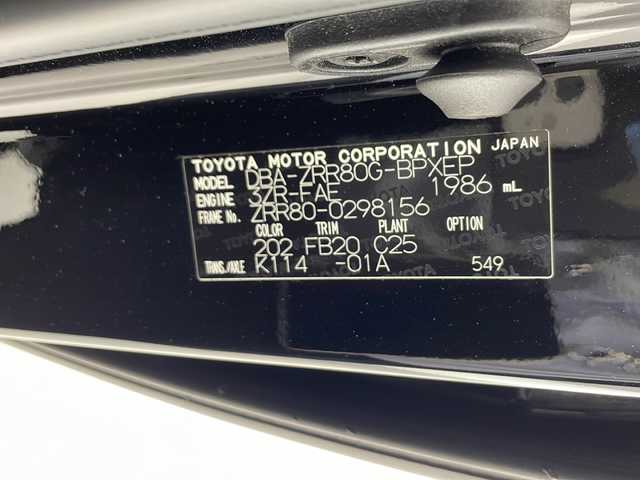 TOYOTA MOTOR CORPORATION JAPAN
MODEL DBA-ZRR80G-BPXEP
ENGINE 3ZR-FAE 1986 mL
FRAME No. ZRR80-0298156
COLOR TRIM PLANT OPTION
202 FB20 C25
TRANS./AXLE K114 -01A 549